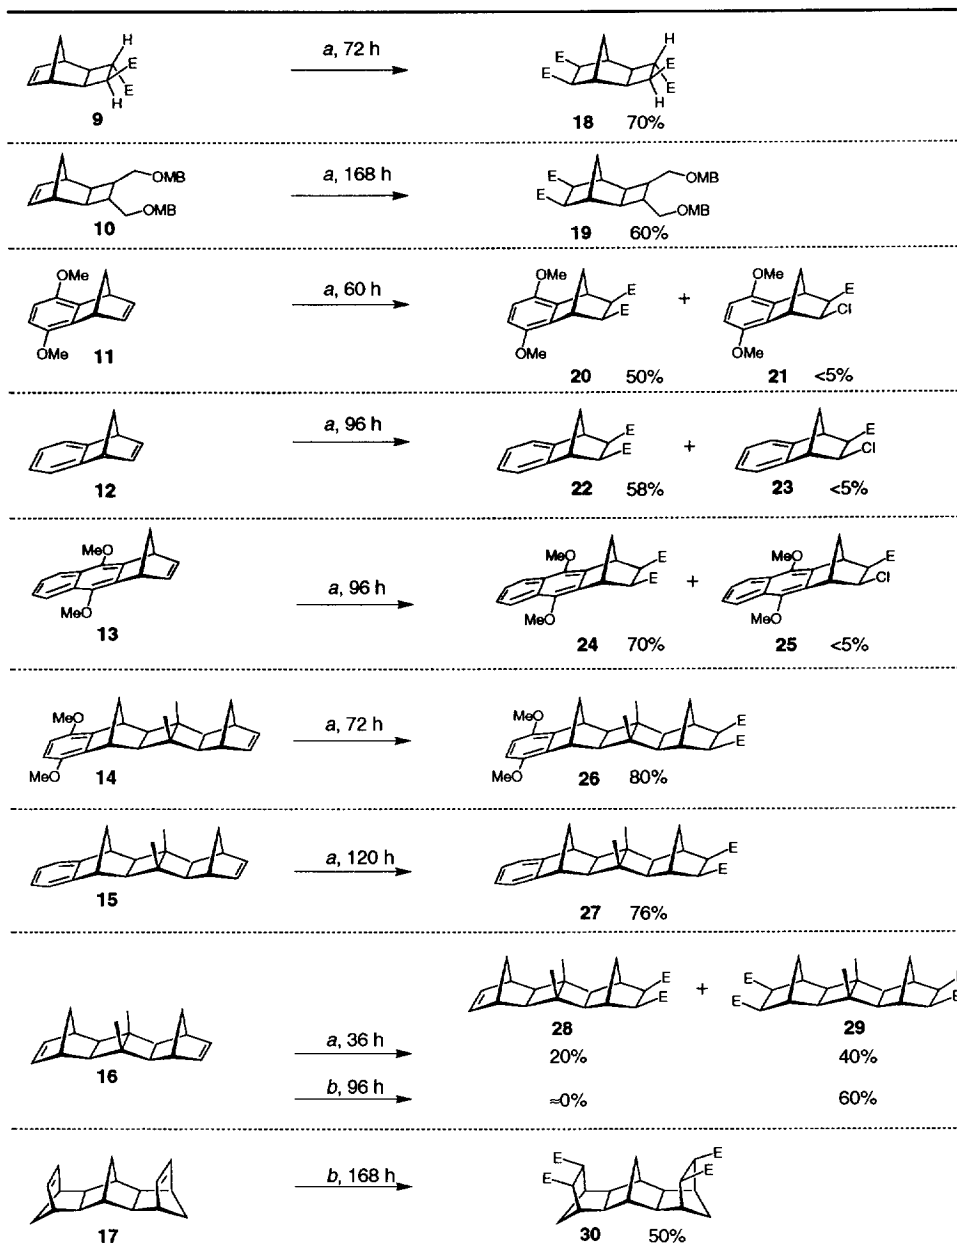 H
E
E
H
9
a, 72 h
E
E
H
E
E
H
18 70%
OMB
OMB
10
a, 168 h
E
E
OMB
OMB
19 60%
OMe
OMe
11
a, 60 h
OMe
E
E
OMe
20 50%
+
OMe
E
Cl
OMe
21 <5%
12
a, 96 h
E
E
22 58%
+
E
Cl
23 <5%
MeO
MeO
13
a, 96 h
MeO
E
E
MeO
24 70%
+
MeO
E
Cl
MeO
25 <5%
MeO
MeO
14
a, 72 h
MeO
E
E
MeO
26 80%
15
a, 120 h
E
E
27 76%
16
a, 36 h
b, 96 h
E
E
28
20%
≈0%
+
E
E
E
E
29
40%
60%
17
b, 168 h
E
E
E
E
30 50%